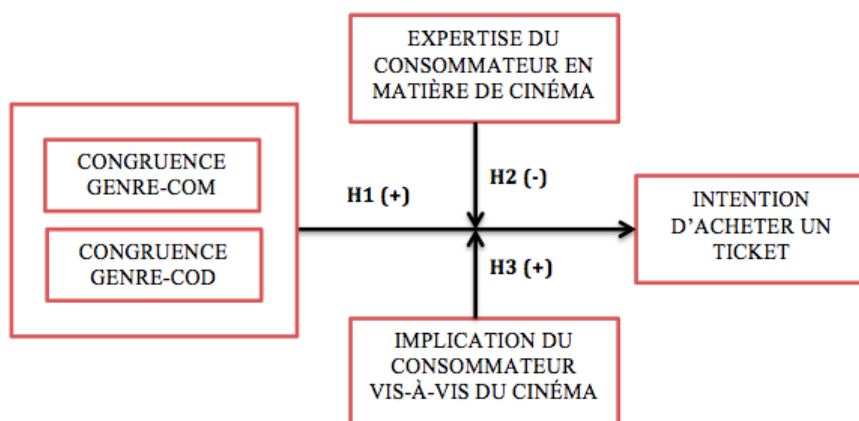 EXPERTISE DU
CONSOMMATEUR EN
MATIÈRE DE CINÉMA
CONGRUENCE
GENRE-COM
CONGRUENCE
GENRE-COD
H1 (+)
H2 (-)
H3 (+)
INTENTION
D’ACHETER UN
TICKET
IMPLICATION DU
CONSOMMATEUR
VIS-À-VIS DU CINÉMA